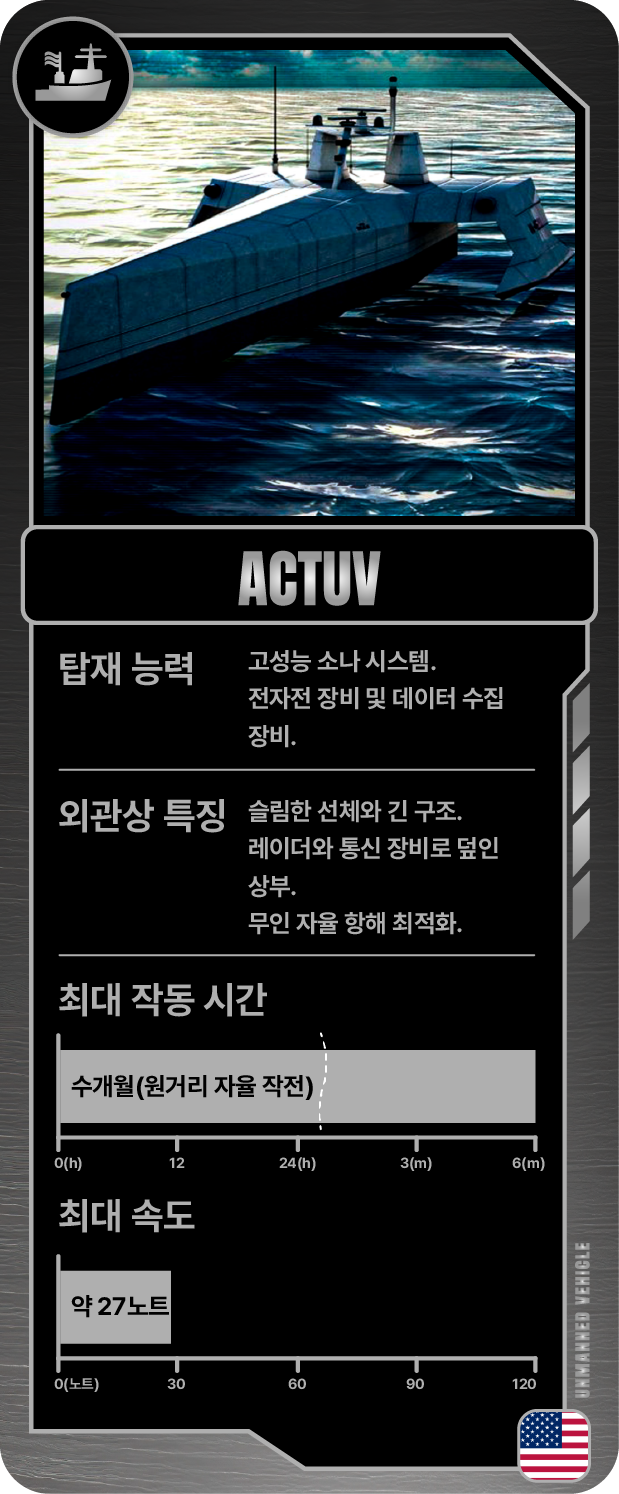 ACTUV
탑재 능력
고성능 소나 시스템.
전자전 장비 및 데이터 수집
장비.
외관상 특징
슬림한 선체와 긴 구조.
레이더와 통신 장비로 덮인
상부.
무인 자율 항해 최적화.
최대 작동 시간
수개월(원거리 자율 작전)
0(h) 12 24(h) 3(m) 6(m)
최대 속도
약 27노트
0(노트) 30 60 90 120
UNMANNED VEHICLE